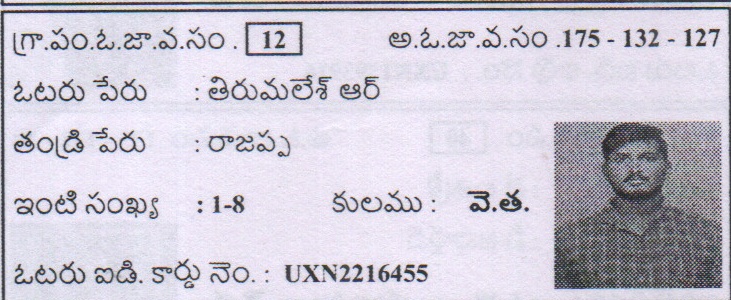 గ్రా.పం.ఓ.జా.వ.సం . 12 అ.ఓ.జా.వ.సం .175 - 132 - 127
ఓటరు పేరు : తిరుమలేశ్ ఆర్
తండ్రి పేరు : రాజప్ప
ఇంటి సంఖ్య : 1-8 కులము : వె.త.
ఓటరు ఐడి. కార్డు నెం. : UXN2216455